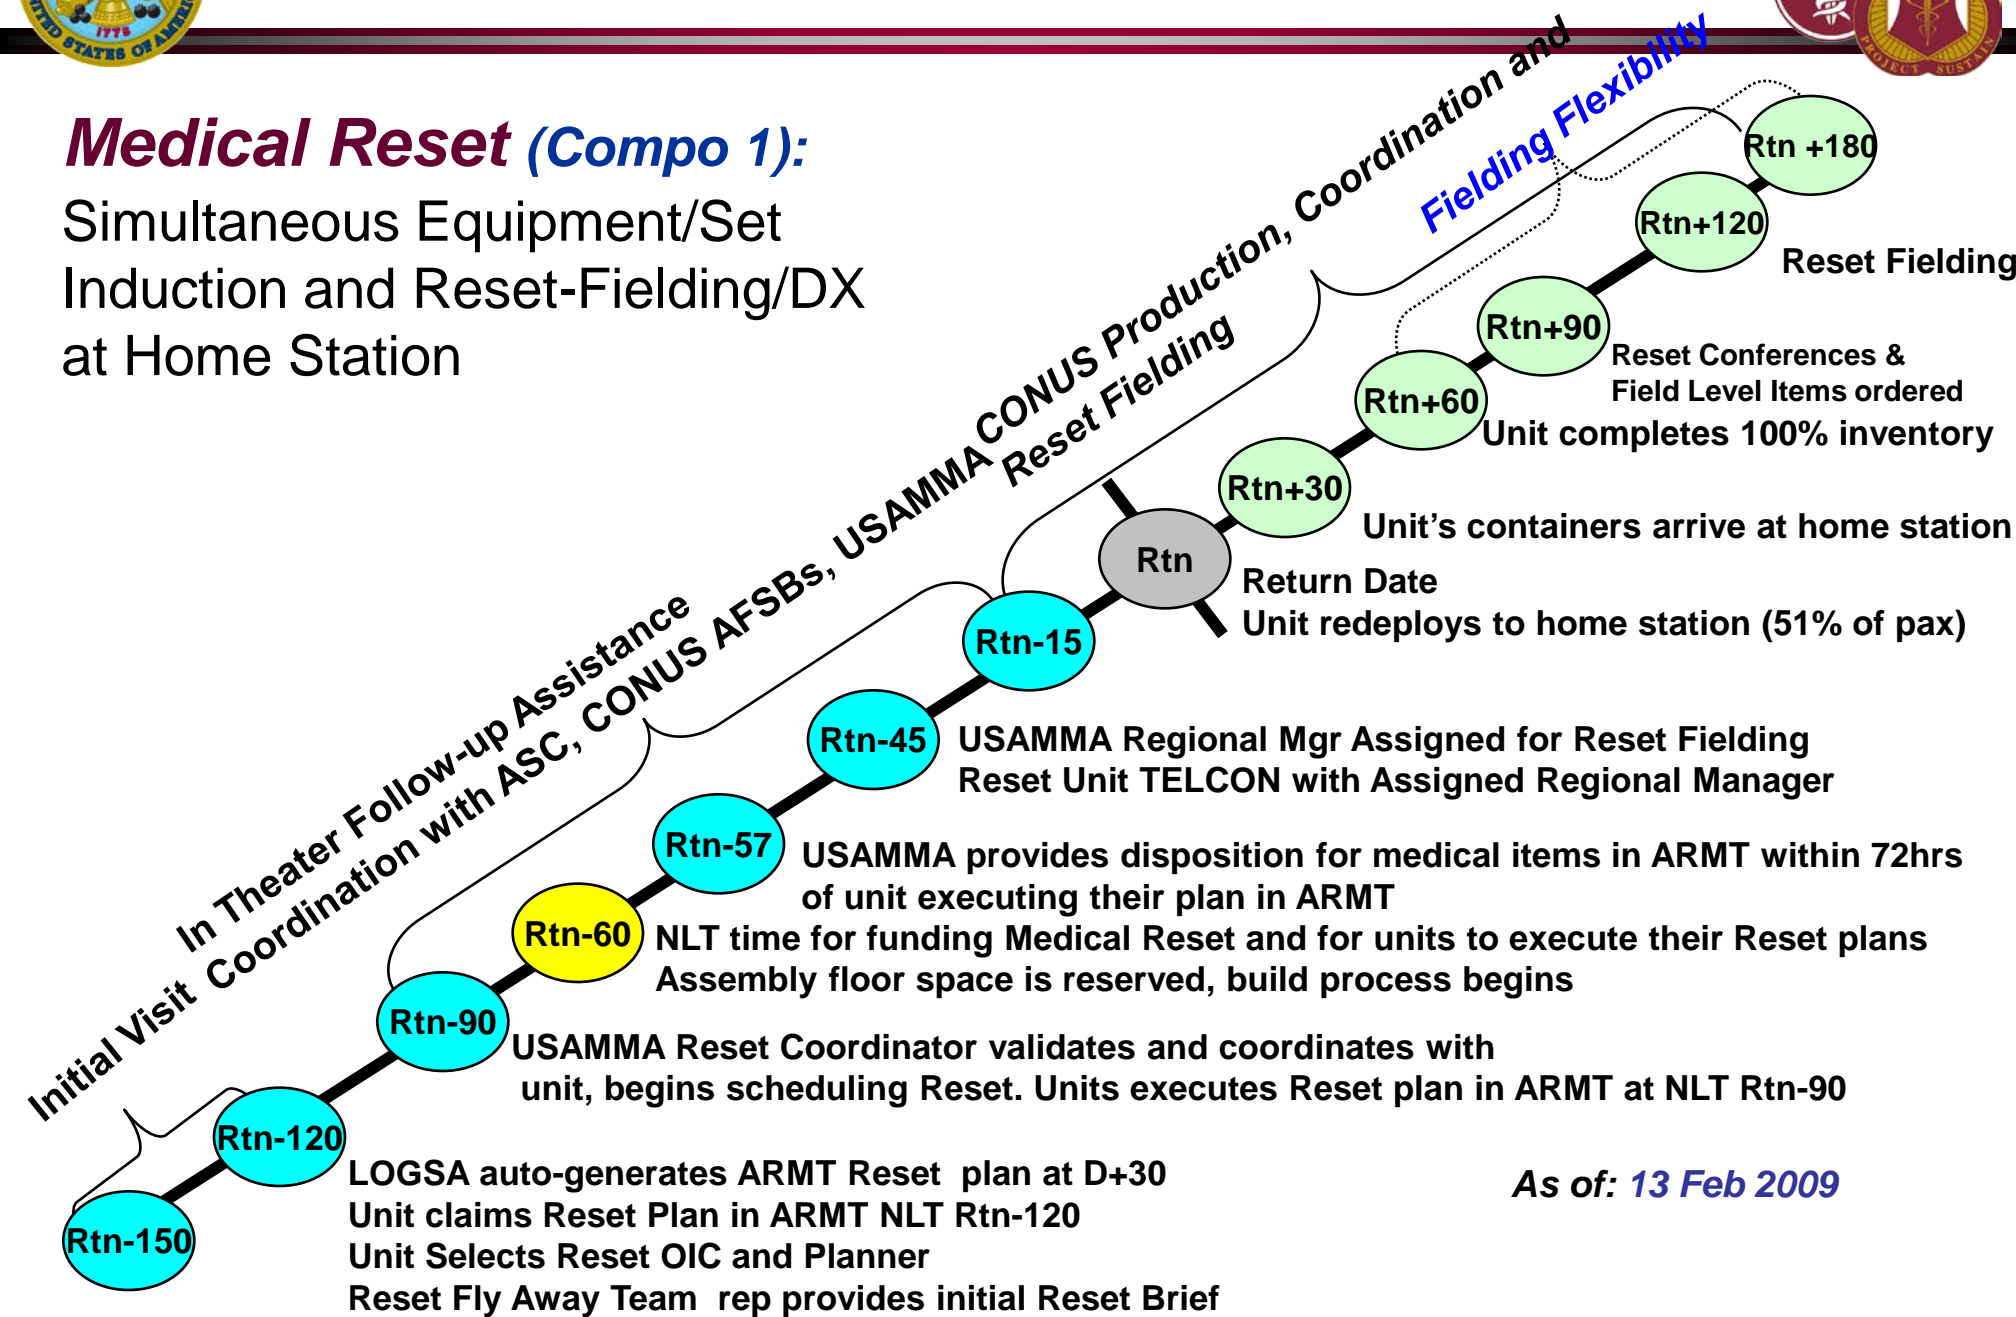 1775
UNITED STATES OF AMERICA
PROJECT SUSTAIN
Medical Reset (Compo 1):
Simultaneous Equipment/Set
Induction and Reset-Fielding/DX
at Home Station
Initial Visit
In Theater Follow-up Assistance
Coordination with ASC, CONUS AFSBs, USAMMA
CONUS Production, Coordination and
Reset Fielding
Fielding Flexibility
Rtn +180
Rtn+120
Reset Fielding
Rtn+90
Reset Conferences &
Field Level Items ordered
Rtn+60
Unit completes 100% inventory
Rtn+30
Unit’s containers arrive at home station
Rtn
Return Date
Unit redeploys to home station (51% of pax)
Rtn-15
Rtn-45
USAMMA Regional Mgr Assigned for Reset Fielding
Reset Unit TELCON with Assigned Regional Manager
Rtn-57
USAMMA provides disposition for medical items in ARMT within 72hrs
of unit executing their plan in ARMT
Rtn-60
NLT time for funding Medical Reset and for units to execute their Reset plans
Assembly floor space is reserved, build process begins
Rtn-90
USAMMA Reset Coordinator validates and coordinates with
unit, begins scheduling Reset. Units executes Reset plan in ARMT at NLT Rtn-90
Rtn-120
LOGSA auto-generates ARMT Reset plan at D+30
Unit claims Reset Plan in ARMT NLT Rtn-120
Unit Selects Reset OIC and Planner
Reset Fly Away Team rep provides initial Reset Brief
Rtn-150
As of: 13 Feb 2009